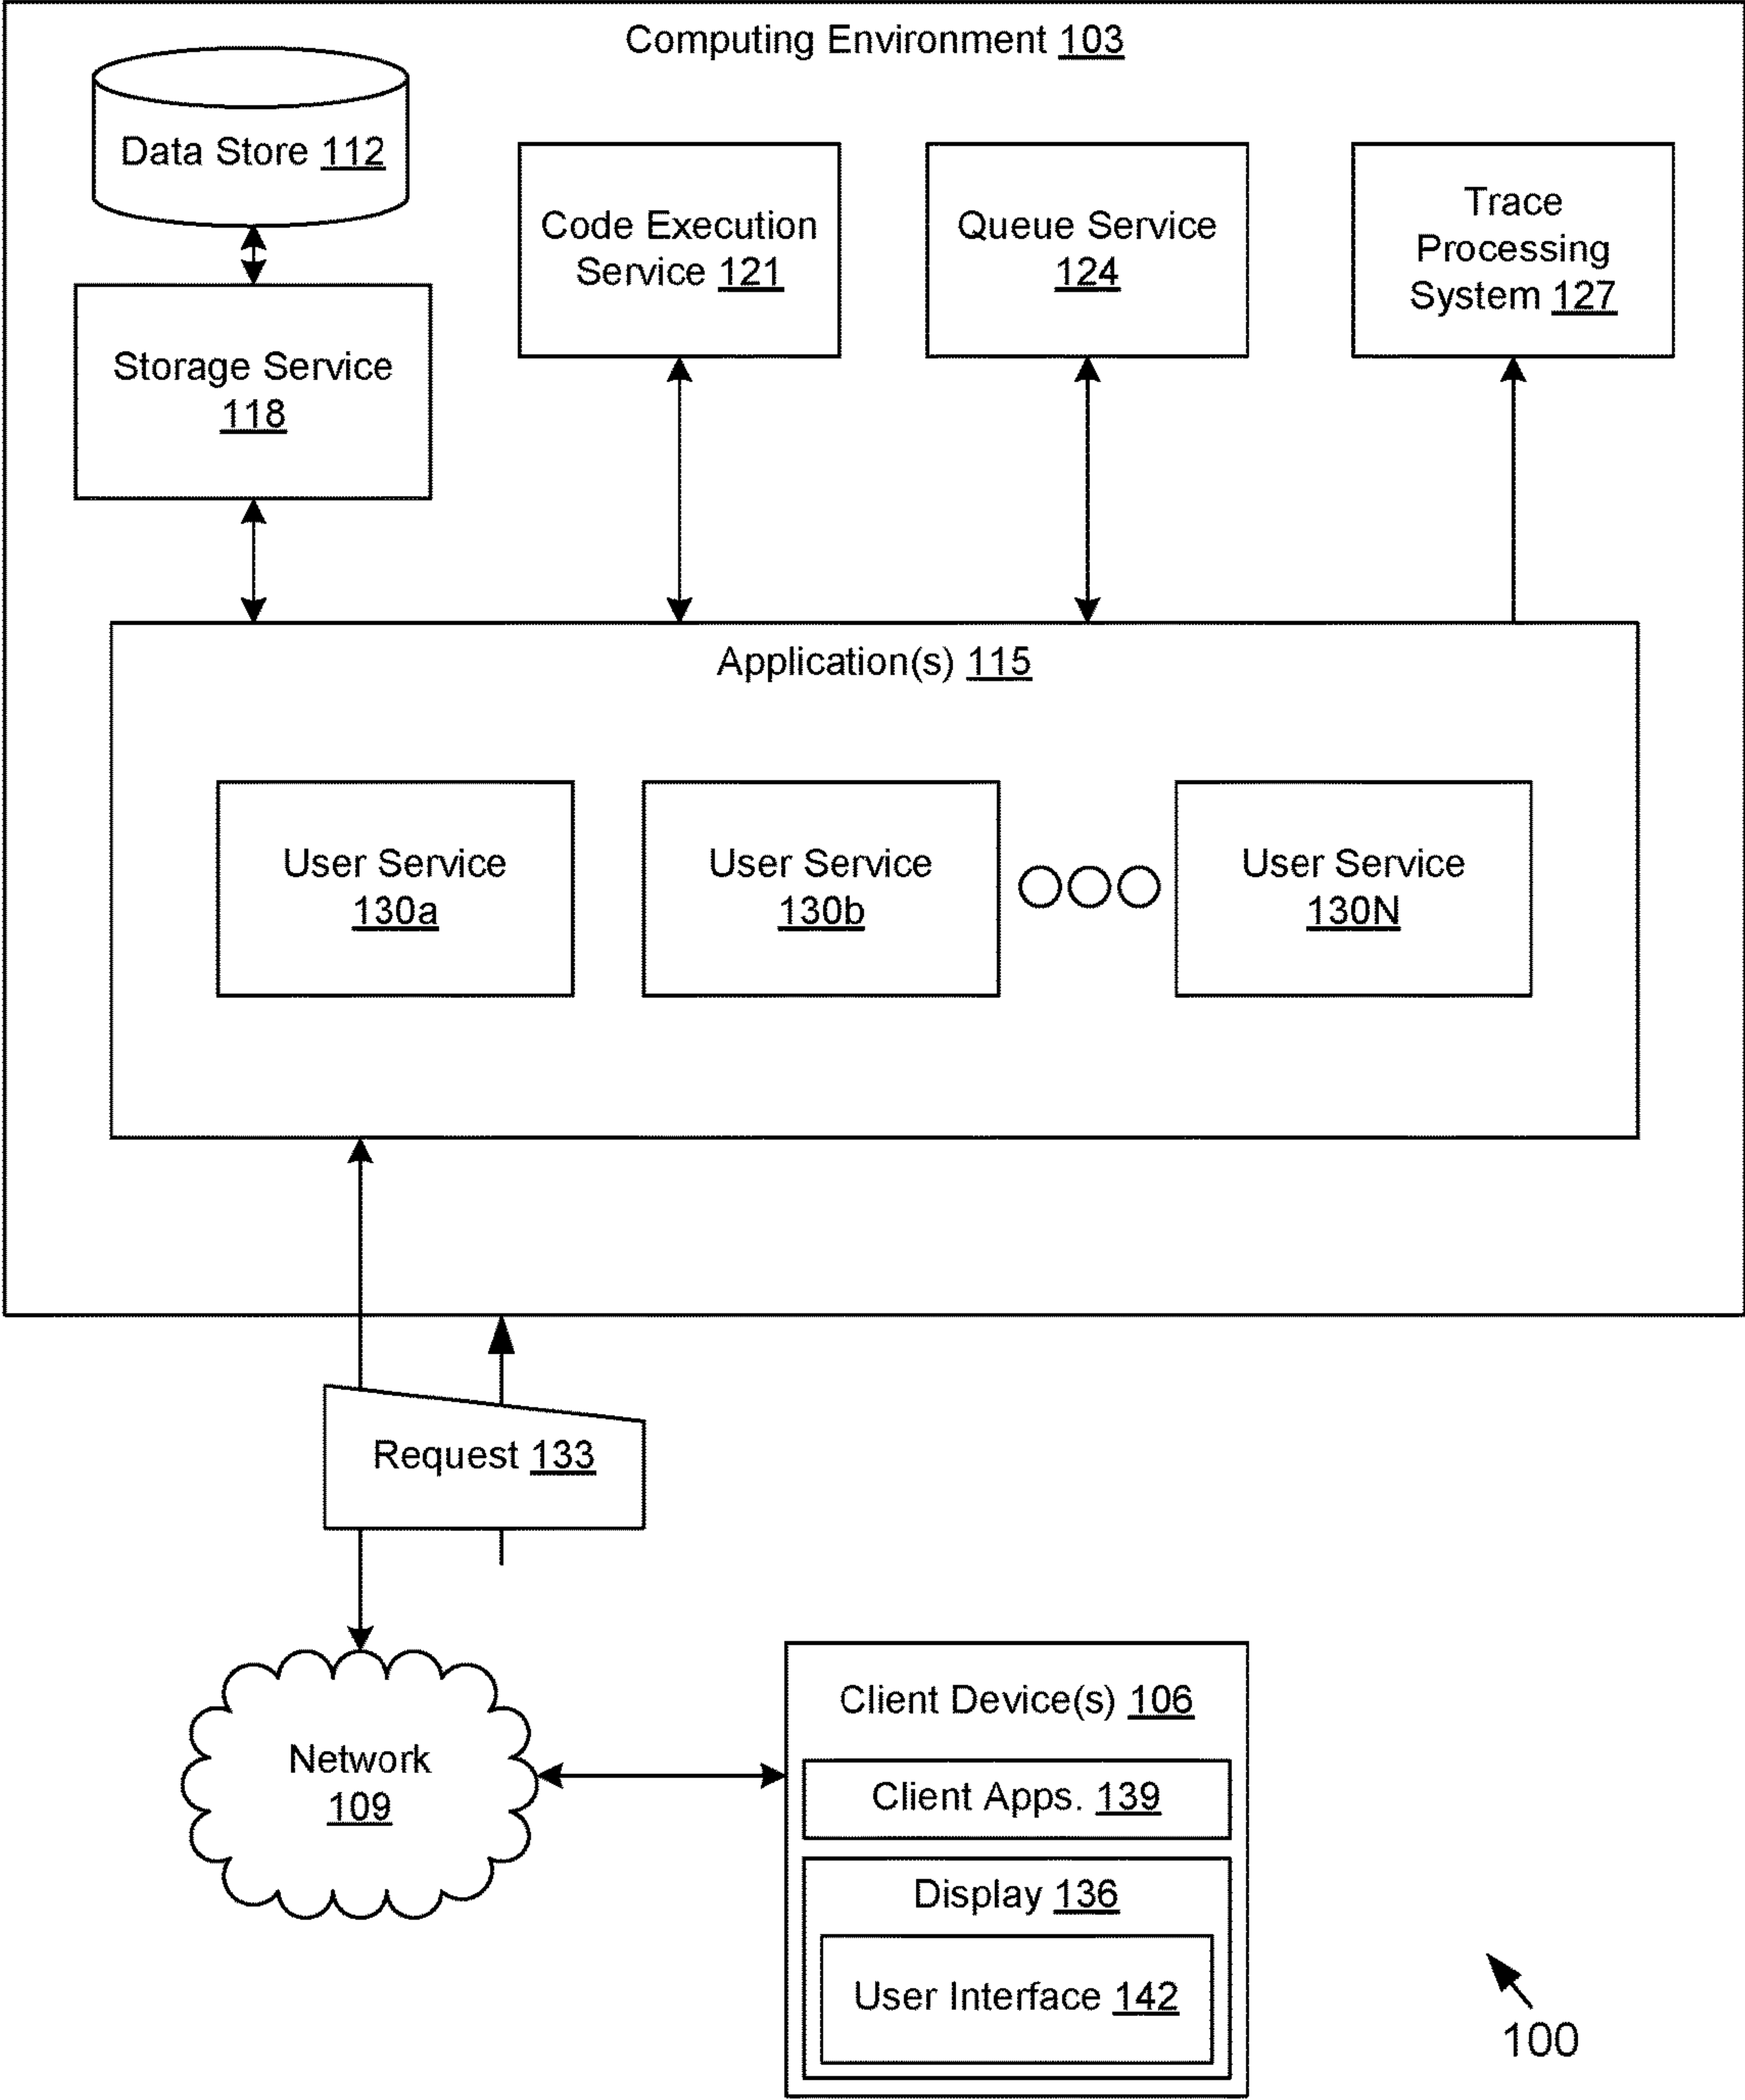 Computing Environment 103
Data Store 112
Code Execution
Service 121
Queue Service
124
Trace
Processing
System 127
Storage Service
118
Application(s) 115
User Service
130a
User Service
130b
User Service
130N
Request 133
Network
109
Client Device(s) 106
Client Apps. 139
Display 136
User Interface 142
100